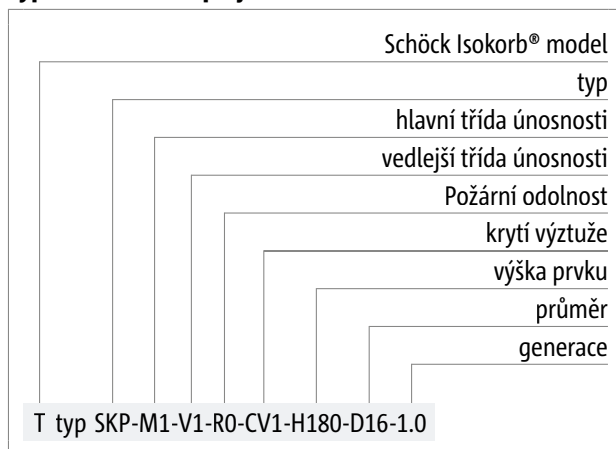 Schöck Isokorb® model
typ
hlavní třída únosnosti
vedlejší třída únosnosti
Požární odolnost
krytí výztuže
výška prvku
průměr
generace
T typ SKP-M1-V1-R0-CV1-H180-D16-1.0